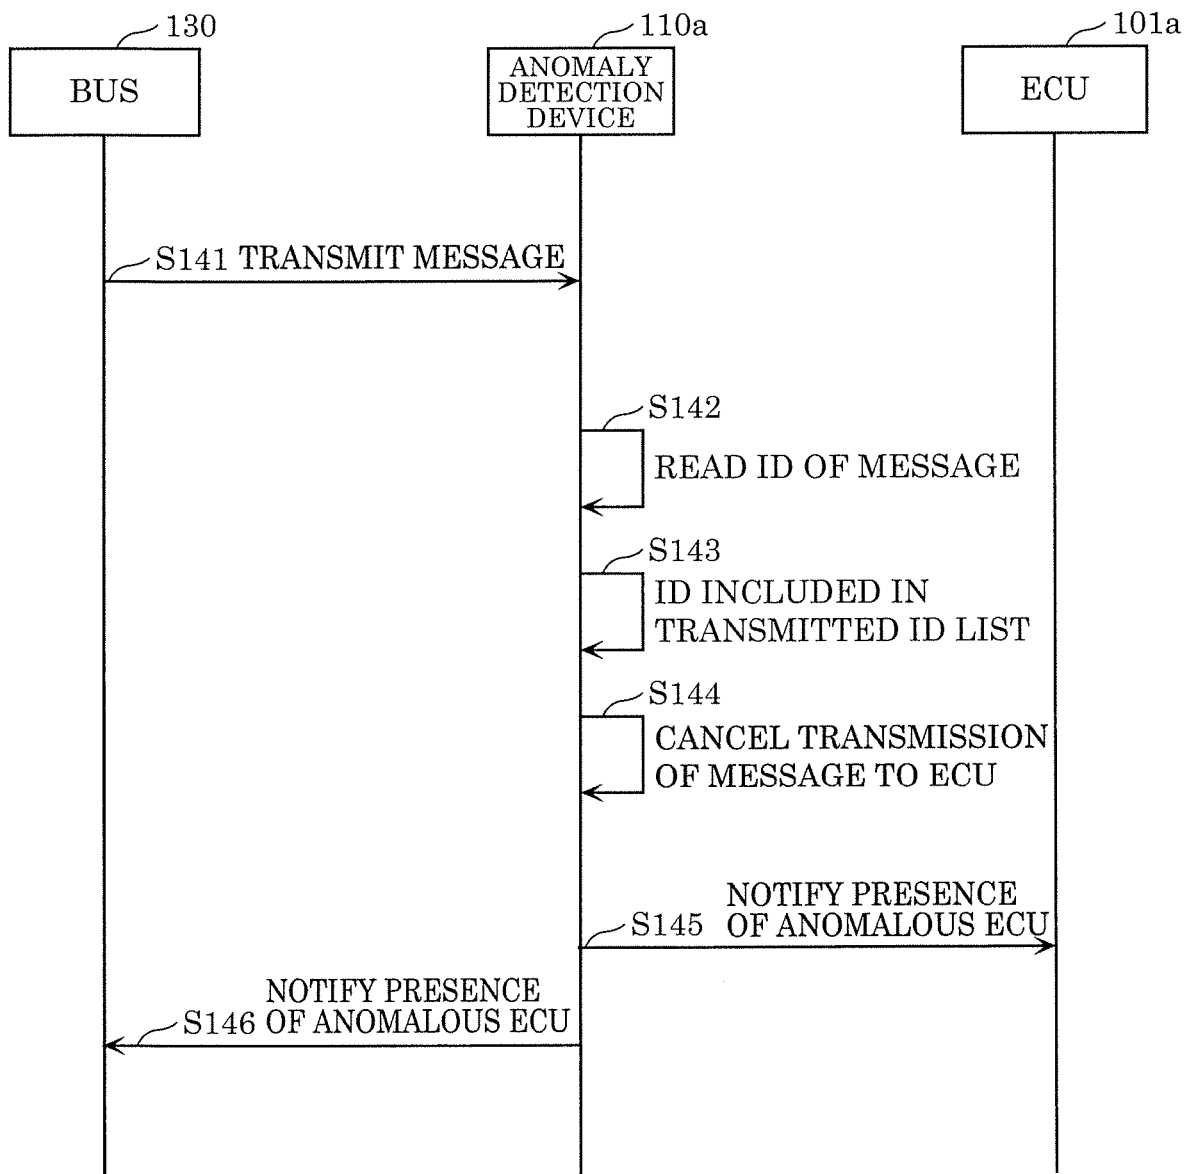 130
110a
101a
BUS
ANOMALY
DETECTION
DEVICE
ECU
S141 TRANSMIT MESSAGE
S142
READ ID OF MESSAGE
S143
ID INCLUDED IN
TRANSMITTED ID LIST
S144
CANCEL TRANSMISSION
OF MESSAGE TO ECU
NOTIFY PRESENCE
S145 OF ANOMALOUS ECU
NOTIFY PRESENCE
S146 OF ANOMALOUS ECU